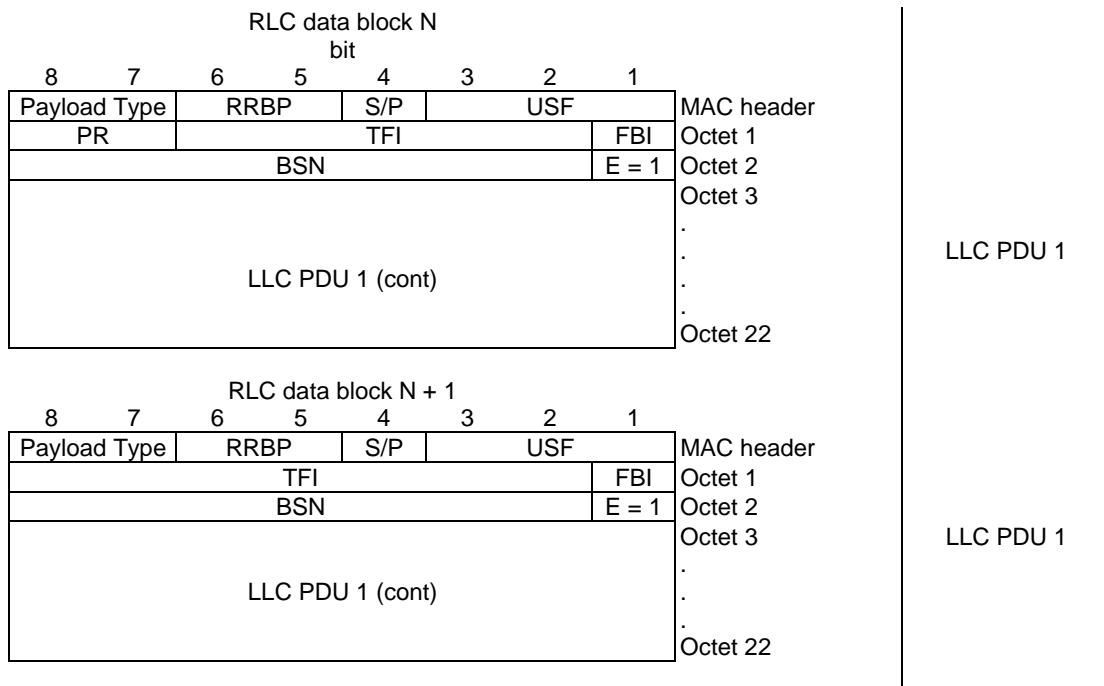 RLC data block N
bit
8 7 6 5 4 3 2 1
Payload Type RRBP S/P USF MAC header
PR TFI FBI Octet 1
BSN E = 1 Octet 2
Octet 3
.
.
LLC PDU 1
LLC PDU 1 (cont)
.
.
Octet 22
RLC data block N + 1
8 7 6 5 4 3 2 1
Payload Type RRBP S/P USF MAC header
TFI FBI Octet 1
BSN E = 1 Octet 2
Octet 3 LLC PDU 1
.
LLC PDU 1 (cont) .
.
Octet 22